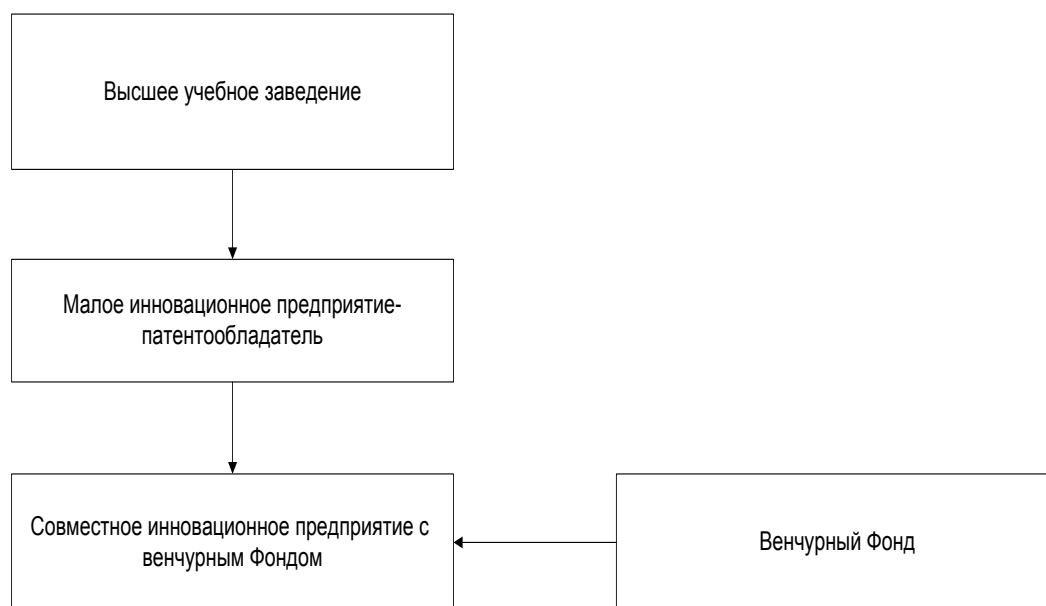 Высшее учебное заведение
Малое инновационное предприятие-
патентообладатель
Совместное инновационное предприятие с
венчурным Фондом
Венчурный Фонд